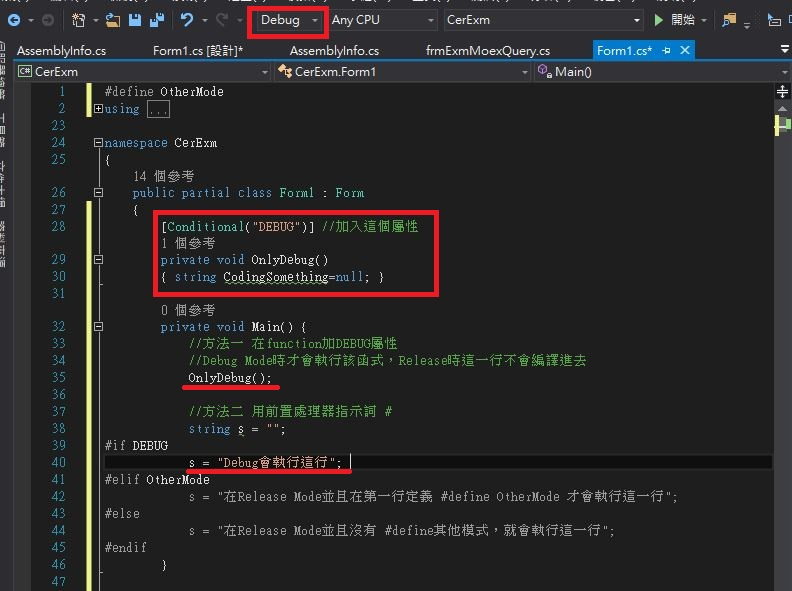 Debug Any CPU CerExm 開始
AssemblyInfo.cs Form1.cs [設計]* AssemblyInfo.cs frmExmMoexQuery.cs Form1.cs*
CerExm CerExm.Form1 Main()
1 #define OtherMode
2 using ...
23
24 namespace CerExm
25 {
14 個參考
26 public partial class Form1 : Form
27 {
28 [Conditional("DEBUG")] //加入這個屬性
1 個參考
29 private void OnlyDebug()
30 { string CodingSomething=null; }
31
0 個參考
32 private void Main() {
33 //方法一 在function加DEBUG屬性
34 //Debug Mode時才會執行該函式，Release時這一行不會編譯進去
35 OnlyDebug();
36
37 //方法二 用前置處理器指示詞 #
38 string s = "";
39 #if DEBUG
40 s = "Debug會執行這行";
41 #elif OtherMode
42 s = "在Release Mode並且在第一行定義 #define OtherMode 才會執行這一行";
43 #else
44 s = "在Release Mode並且沒有 #define其他模式，就會執行這一行";
45 #endif
46 }
47